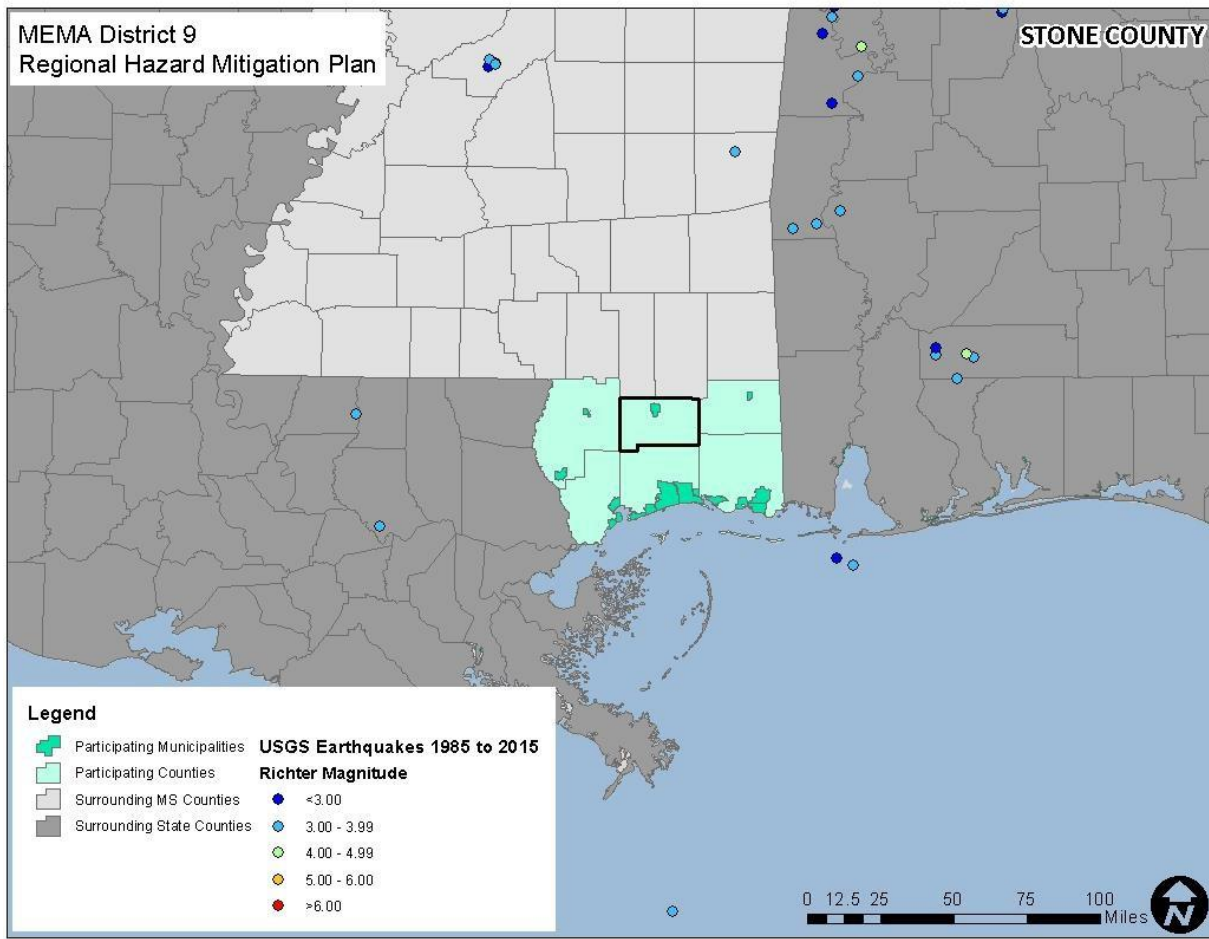 MEMA District 9
Regional Hazard Mitigation Plan
STONE COUNTY
Legend
Participating Municipalities
Participating Counties
Surrounding MS Counties
Surrounding State Counties
USGS Earthquakes 1985 to 2015
Richter Magnitude
<3.00
3.00 - 3.99
4.00 - 4.99
5.00 - 6.00
>6.00
0 12.5 25 50 75 100
Miles
N